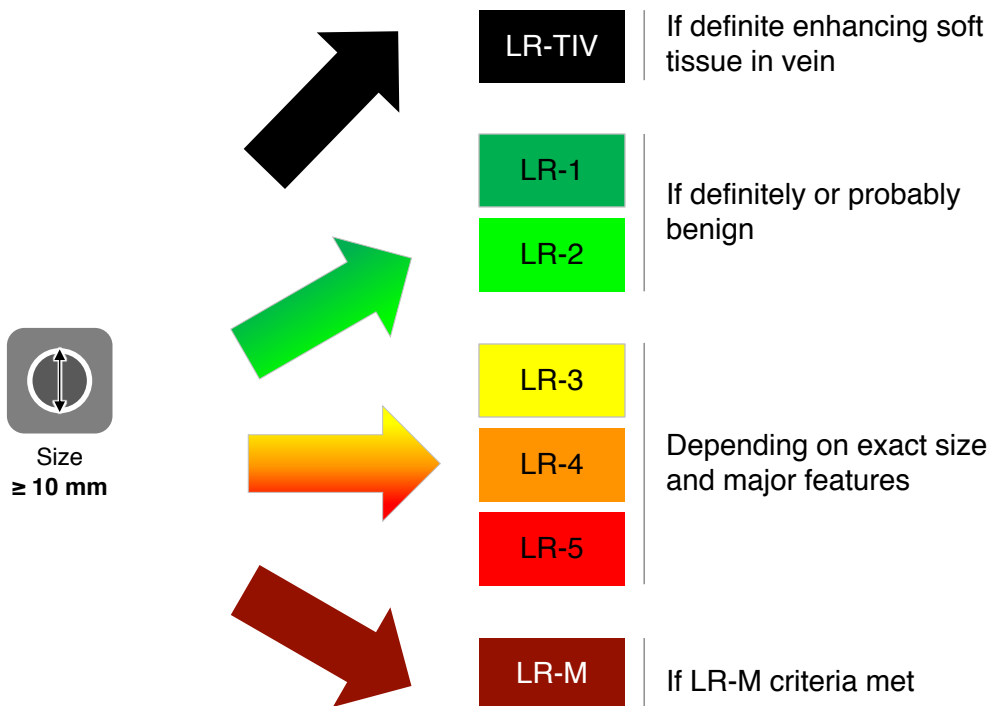 LR-TIV
If definite enhancing soft
tissue in vein
LR-1
LR-2
If definitely or probably
benign
Size
≥ 10 mm
LR-3
LR-4
LR-5
Depending on exact size
and major features
LR-M
If LR-M criteria met